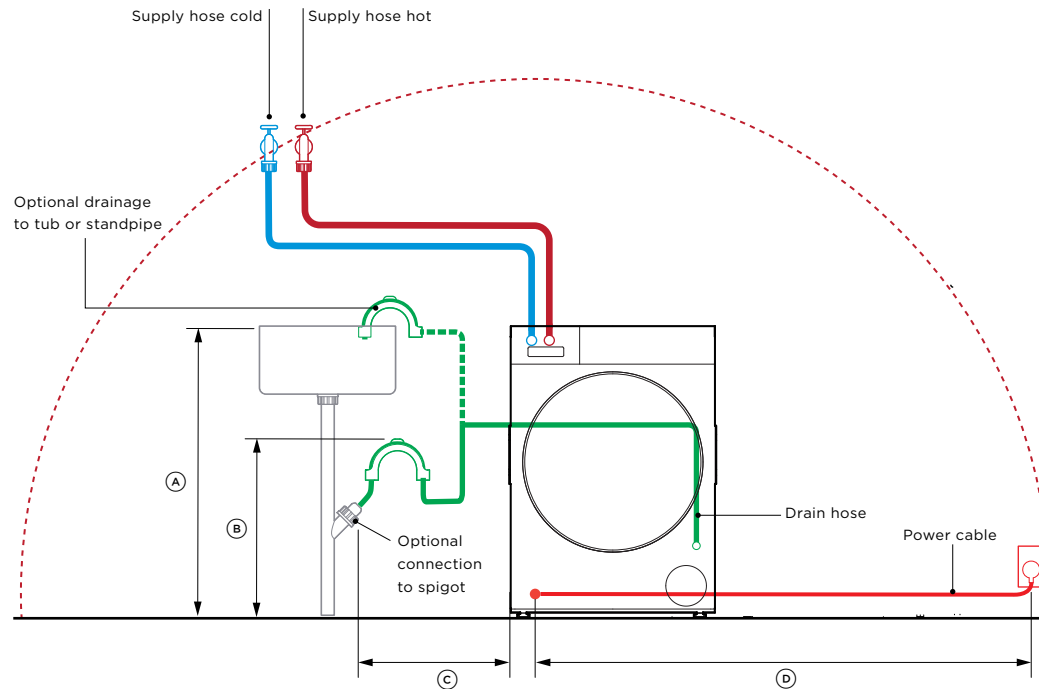 Supply hose cold
Supply hose hot
Optional drainage
to tub or standpipe
A
B
Optional
connection
to spigot
Drain hose
Power cable
C
D